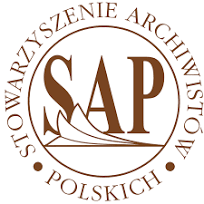 STOWARZYSZENIE ARCHIWISTÓW
SAP
• POLSKICH •